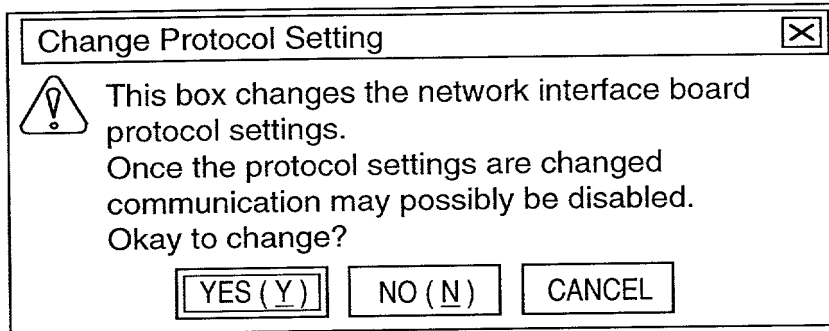 Change Protocol Setting
This box changes the network interface board
protocol settings.
Once the protocol settings are changed
communication may possibly be disabled.
Okay to change?
YES ( Y ) NO ( N ) CANCEL